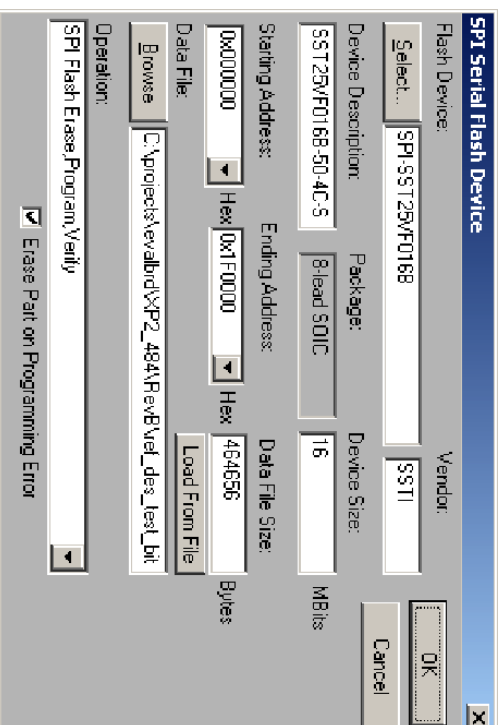 SPI Serial Flash Device X
Flash Device: Vendor:
Select... SPI-SST25VF016B SSTI OK
Cancel
Device Description: Package: Device Size:
SST25VF016B-50-4C-S 8-lead SOIC 16 MBits
Starting Address: Ending Address: Data File Size:
0x000000 Hex 0x1F0000 Hex 464656 Bytes
Data File: Load From File
Browse C:\projects\evalbrd\XP2_484\RevB\ref_des_test_bit
Operation:
SPI Flash Erase,Program,Verify
Erase Part on Programming Error